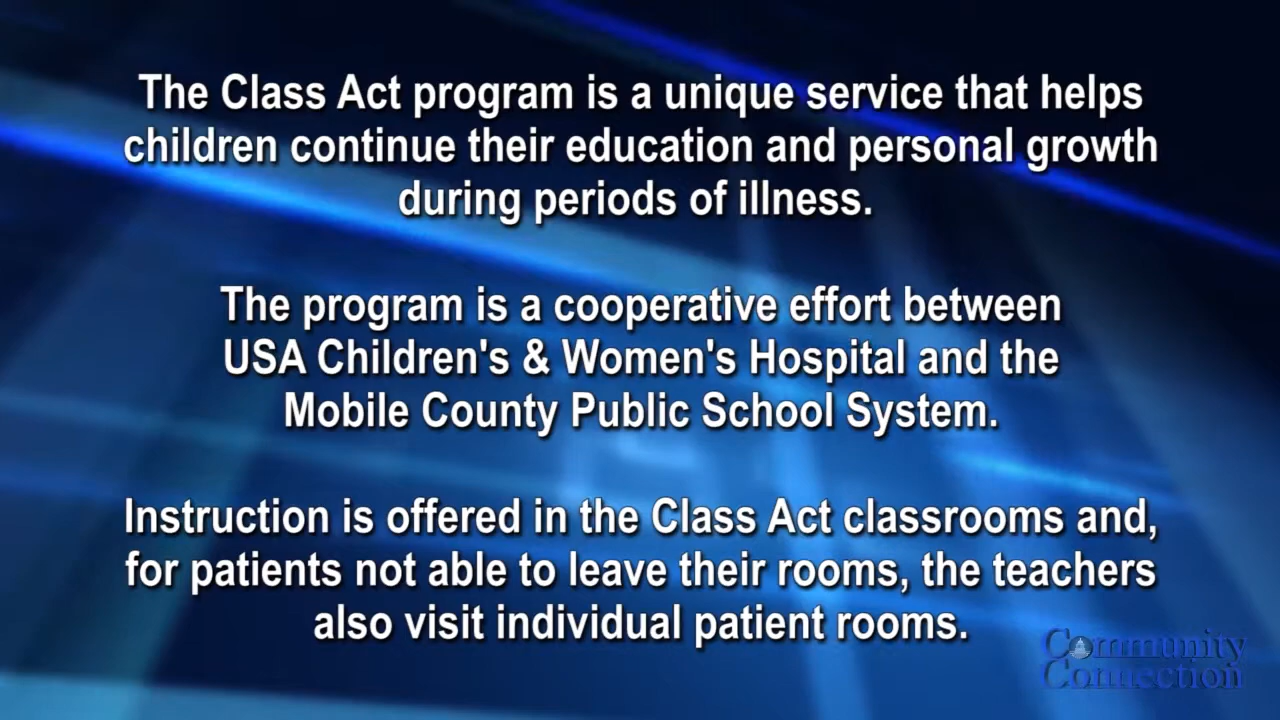 The Class Act program is a unique service that helps
children continue their education and personal growth
during periods of illness.
The program is a cooperative effort between
USA Children's & Women's Hospital and the
Mobile County Public School System.
Instruction is offered in the Class Act classrooms and,
for patients not able to leave their rooms, the teachers
also visit individual patient rooms.
Community
Connection